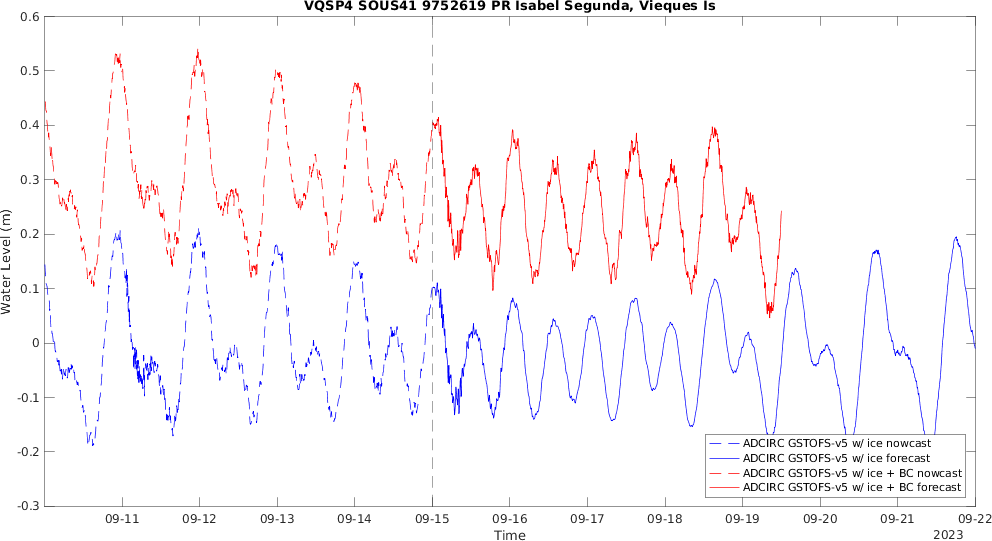 VQSP4 SOUS41 9752619 PR Isabel Segunda, Vieques Is
0.6
0.5
0.4
0.3
0.2
0.1
0
-0.1
-0.2
-0.3
Water Level (m)
ADCIRC GSTOFS-v5 w/ ice nowcast
ADCIRC GSTOFS-v5 w/ ice forecast
ADCIRC GSTOFS-v5 w/ ice + BC nowcast
ADCIRC GSTOFS-v5 w/ ice + BC forecast
09-11 09-12 09-13 09-14 09-15 09-16 09-17 09-18 09-19 09-20 09-21 09-22
Time
2023